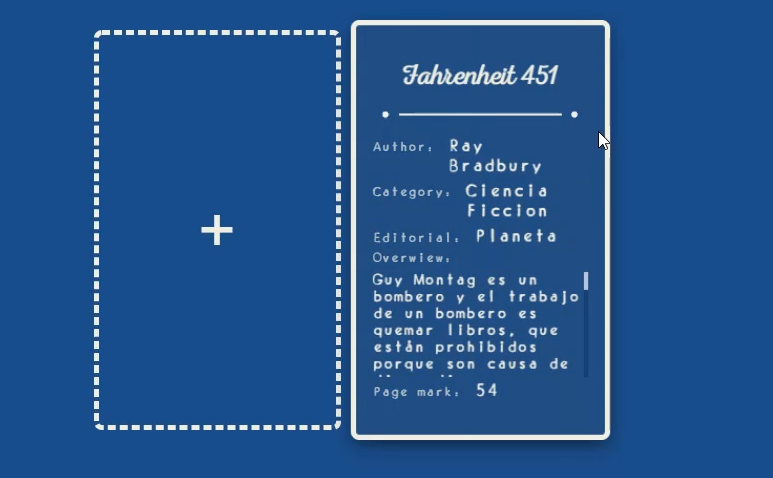 +
Fahrenheit 451
Author: Ray
Bradbury
Category: Ciencia
Ficcion
Editorial: Planeta
Overwiew:
Guy Montag es un
bombero y el trabajo
de un bombero es
quemar libros, que
están prohibidos
porque son causa de
Page mark: 54